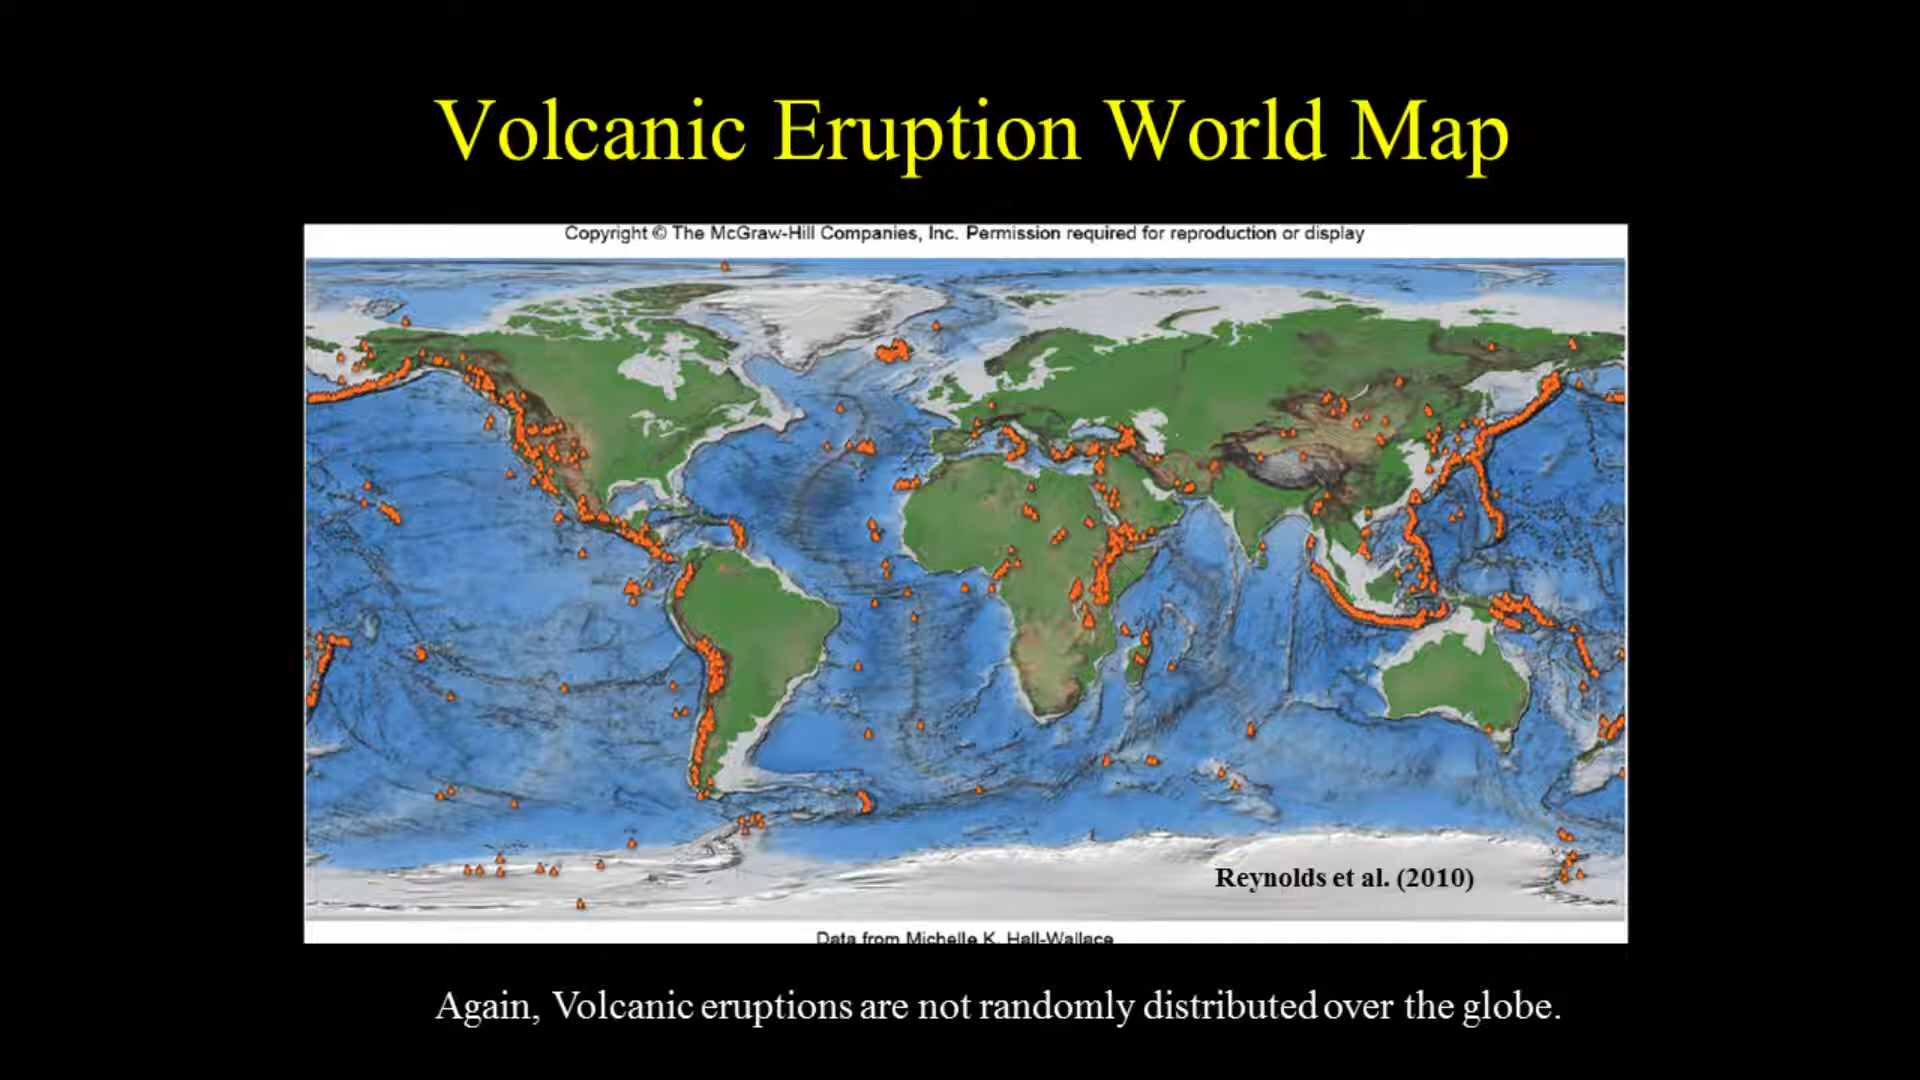 Volcanic Eruption World Map
Copyright © The McGraw-Hill Companies, Inc. Permission required for reproduction or display
Reynolds et al. (2010)
Data from Michelle K. Hall-Wallace
Again, Volcanic eruptions are not randomly distributed over the globe.